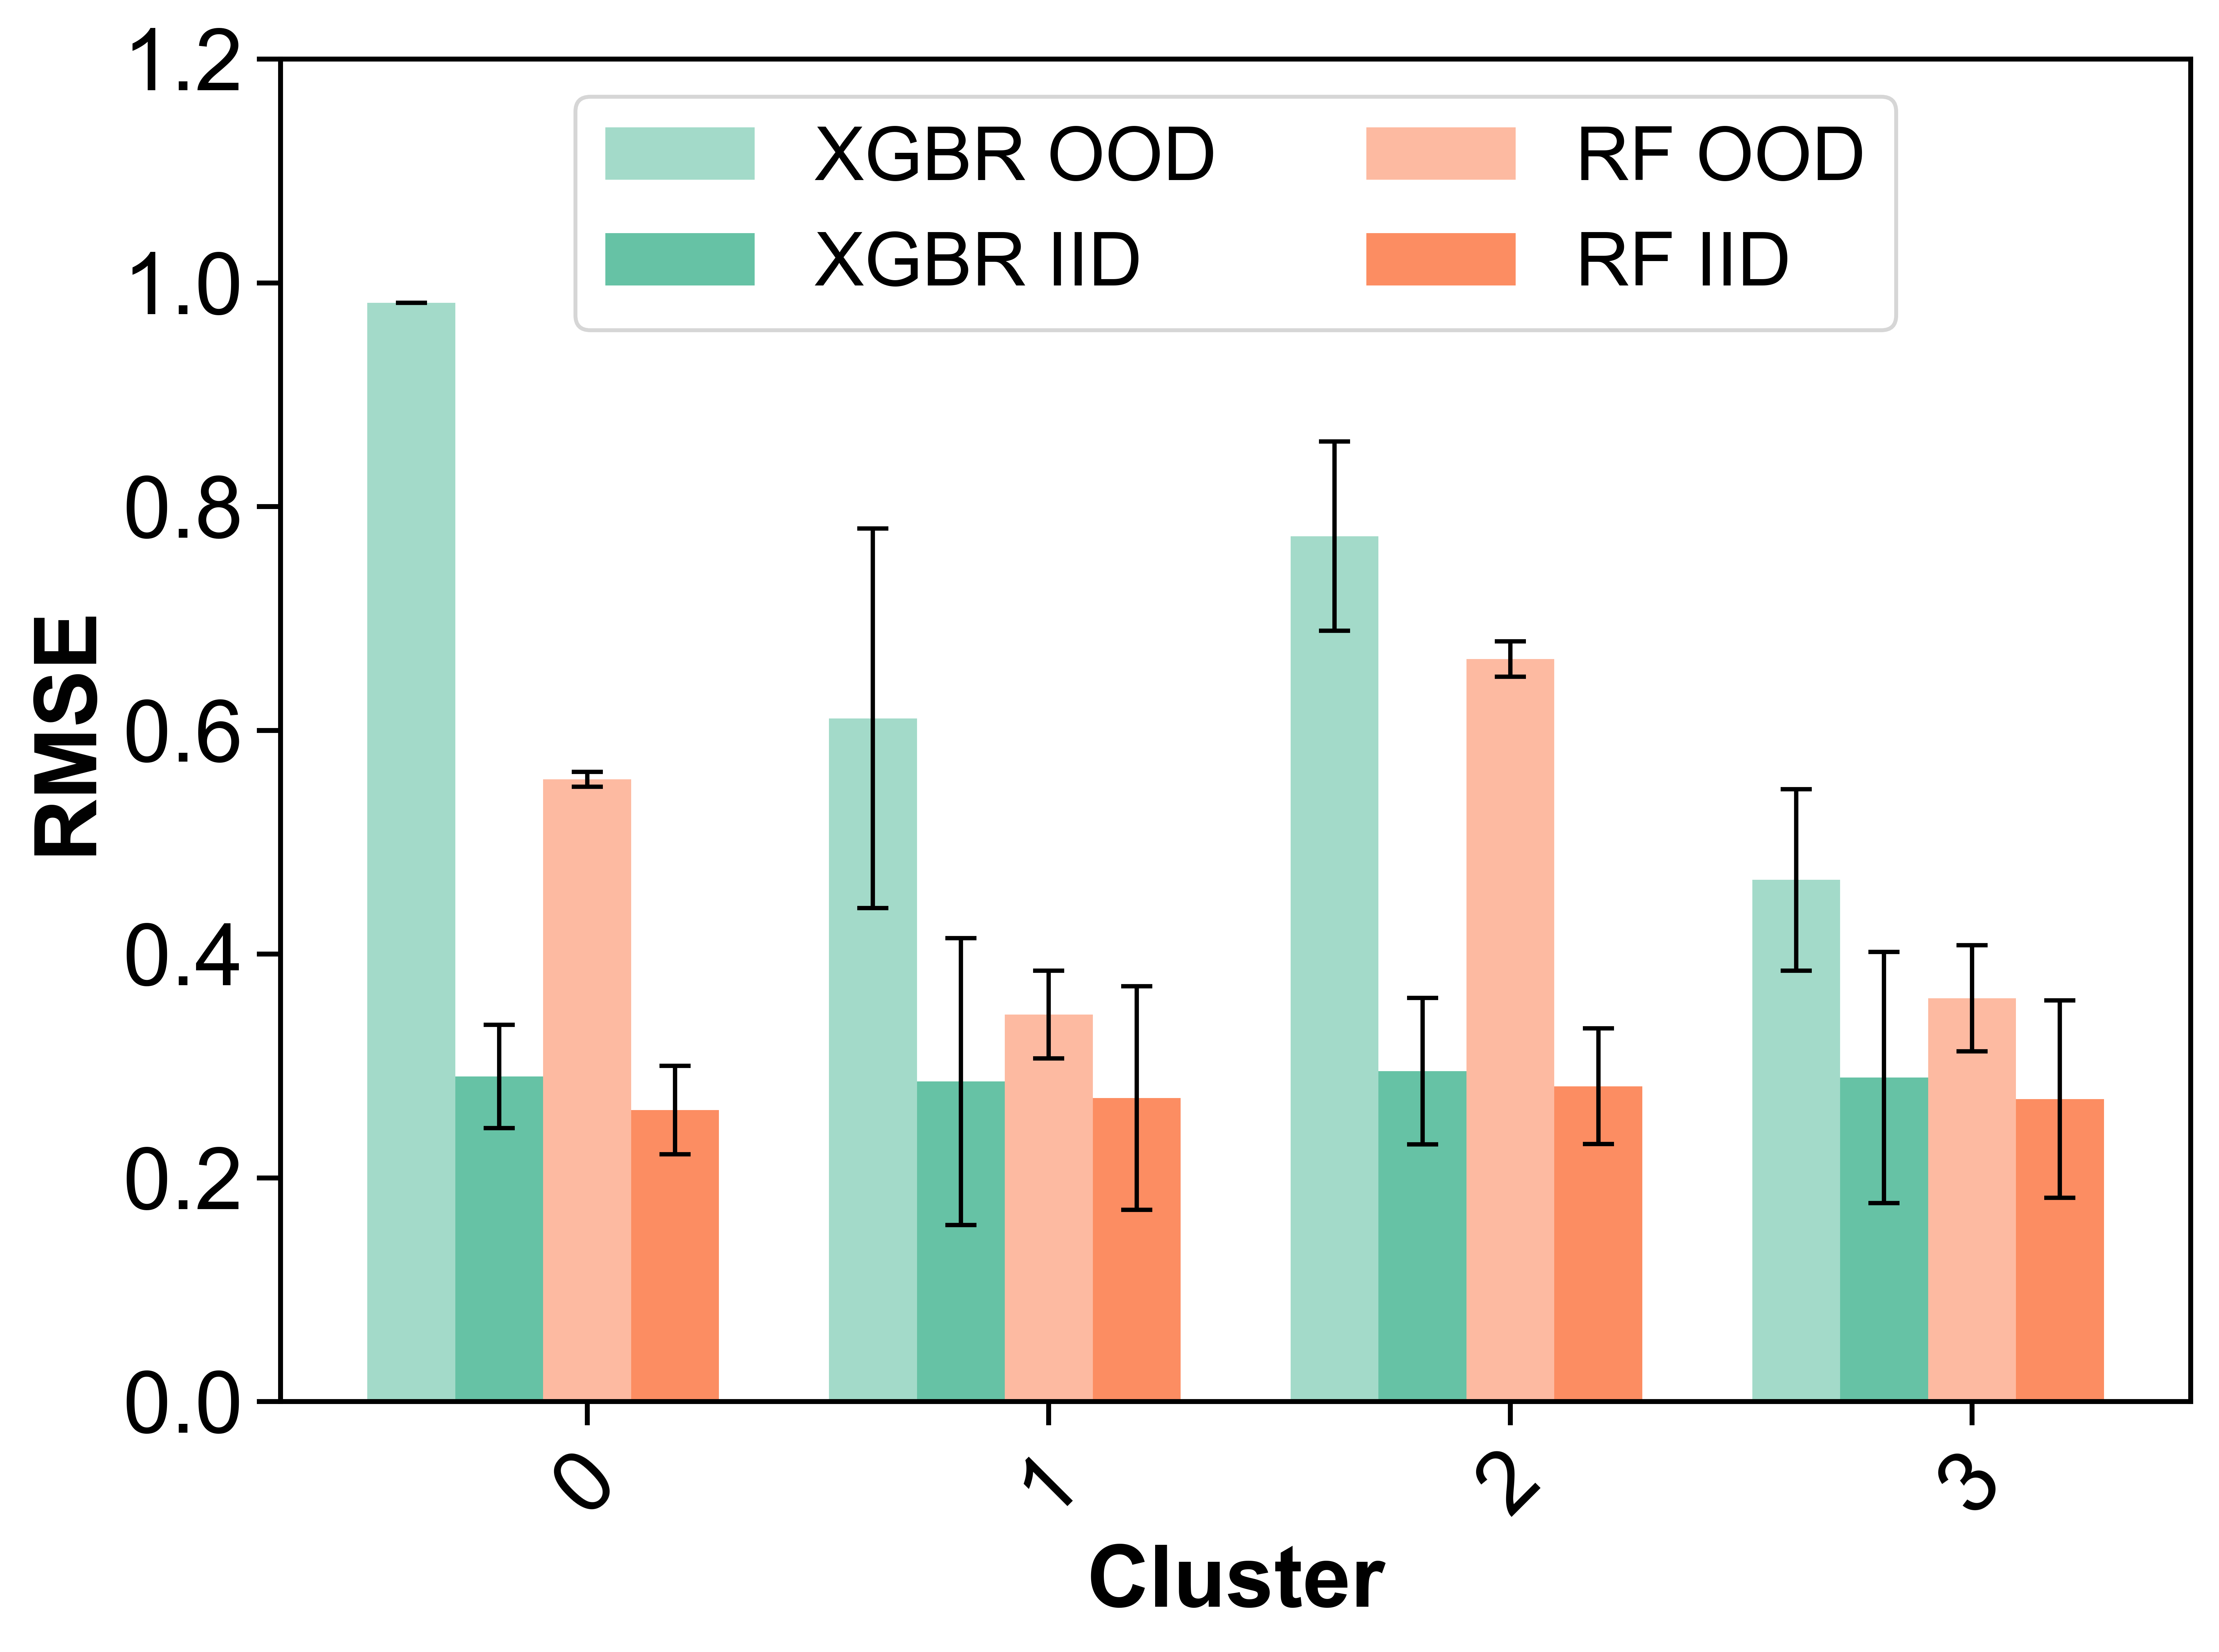 1.2
1.0
0.8
0.6
0.4
0.2
0.0
RMSE
XGBR OOD
XGBR IID
RF OOD
RF IID
0
1
2
3
Cluster